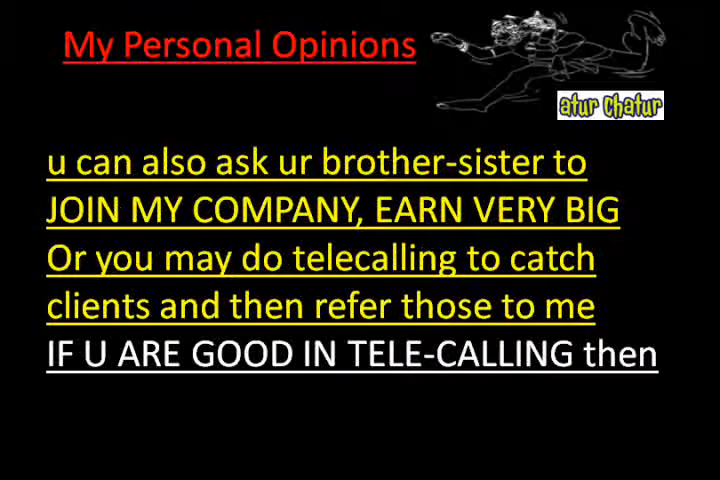 My Personal Opinions
atur chatur
u can also ask ur brother-sister to
JOIN MY COMPANY, EARN VERY BIG
Or you may do telecalling to catch
clients and then refer those to me
IF U ARE GOOD IN TELE-CALLING then